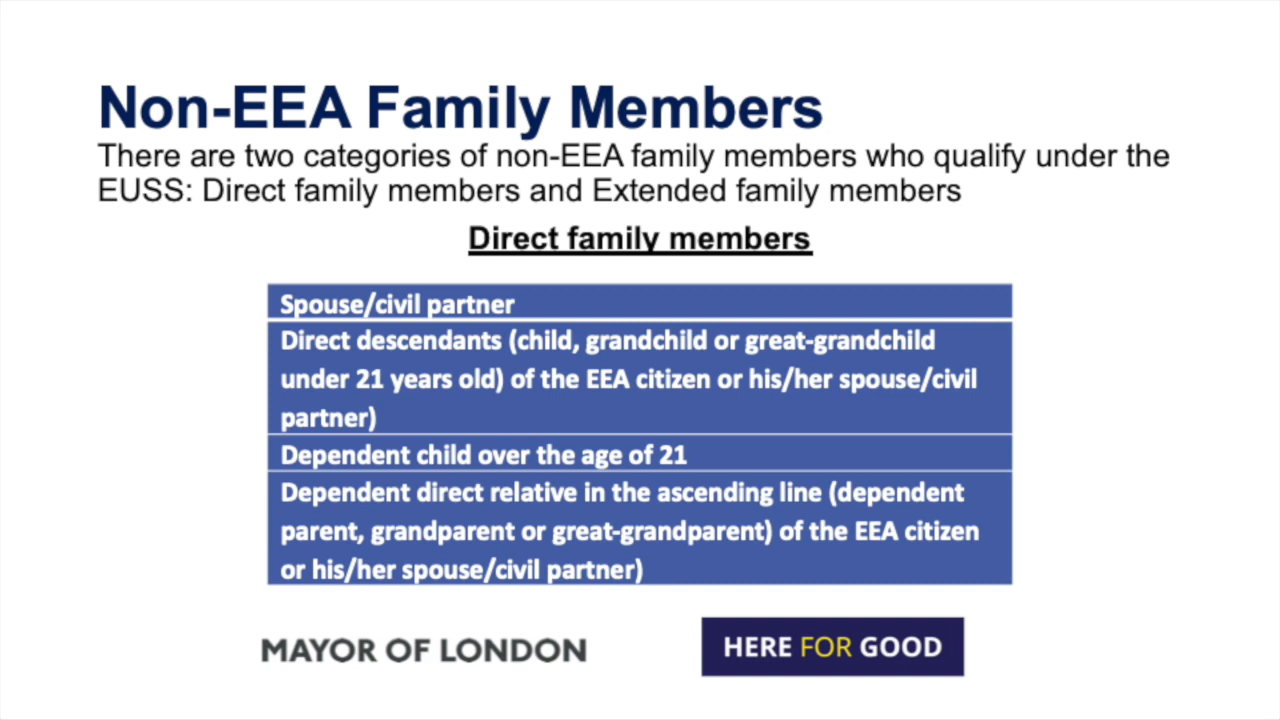 Non-EEA Family Members
There are two categories of non-EEA family members who qualify under the
EUSS: Direct family members and Extended family members
Direct family members
Spouse/civil partner
Direct descendants (child, grandchild or great-grandchild
under 21 years old) of the EEA citizen or his/her spouse/civil
partner)
Dependent child over the age of 21
Dependent direct relative in the ascending line (dependent
parent, grandparent or great-grandparent) of the EEA citizen
or his/her spouse/civil partner)
MAYOR OF LONDON
HERE FOR GOOD